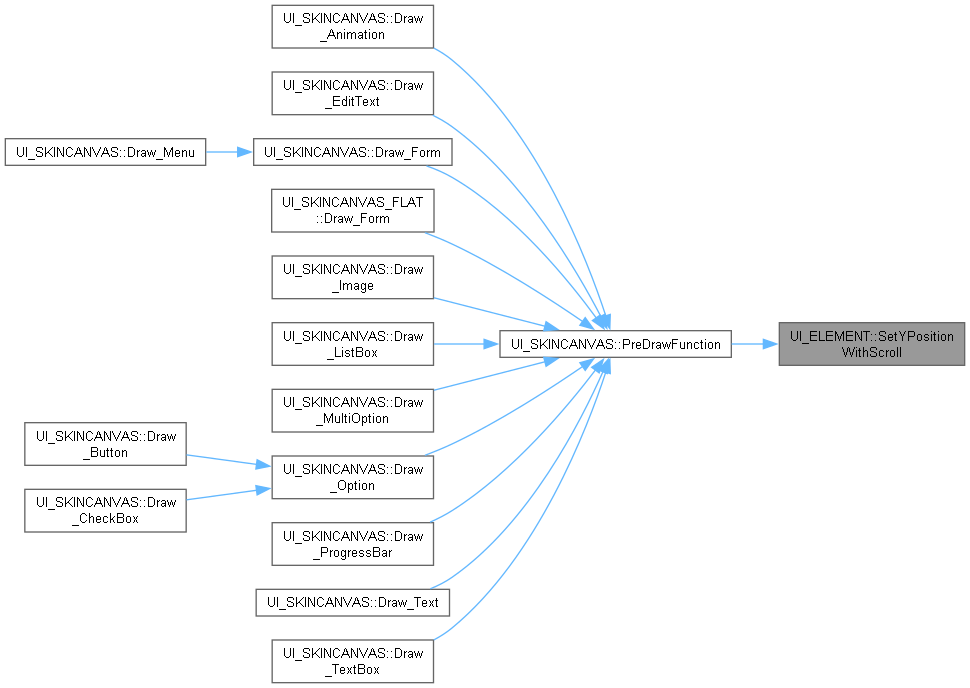 UI_SKINCANVAS::Draw
_Animation
UI_SKINCANVAS::Draw
_EditText
UI_SKINCANVAS::Draw_Menu
UI_SKINCANVAS::Draw_Form
UI_SKINCANVAS_FLAT
::Draw_Form
UI_SKINCANVAS::Draw
_Image
UI_SKINCANVAS::Draw
_ListBox
UI_SKINCANVAS::PreDrawFunction
UI_ELEMENT::SetYPosition
WithScroll
UI_SKINCANVAS::Draw
_MultiOption
UI_SKINCANVAS::Draw
_Button
UI_SKINCANVAS::Draw
_Option
UI_SKINCANVAS::Draw
_CheckBox
UI_SKINCANVAS::Draw
_ProgressBar
UI_SKINCANVAS::Draw_Text
UI_SKINCANVAS::Draw
_TextBox